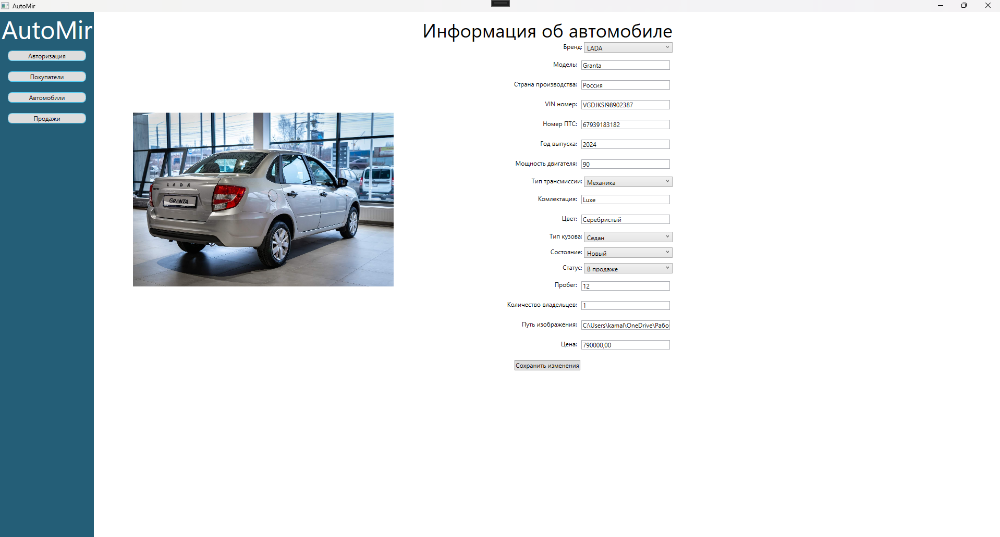 AutoMir
AutoMir
Авторизация
Покупатели
Автомобили
Продажи
LADA
GRANTA
Информация об автомобиле
Бренд: LADA
Модель: Granta
Страна производства: Россия
VIN номер: VGDJKSI98902387
Номер ПТС: 67939183182
Год выпуска: 2024
Мощность двигателя: 90
Тип трансмиссии: Механика
Комлектация: Luxe
Цвет: Серебристый
Тип кузова: Седан
Состояние: Новый
Статус: В продаже
Пробег: 12
Количество владельцев: 1
Путь изображения: C:\Users\kamal\OneDrive\Рабо
Цена: 790000,00
Сохранить изменения